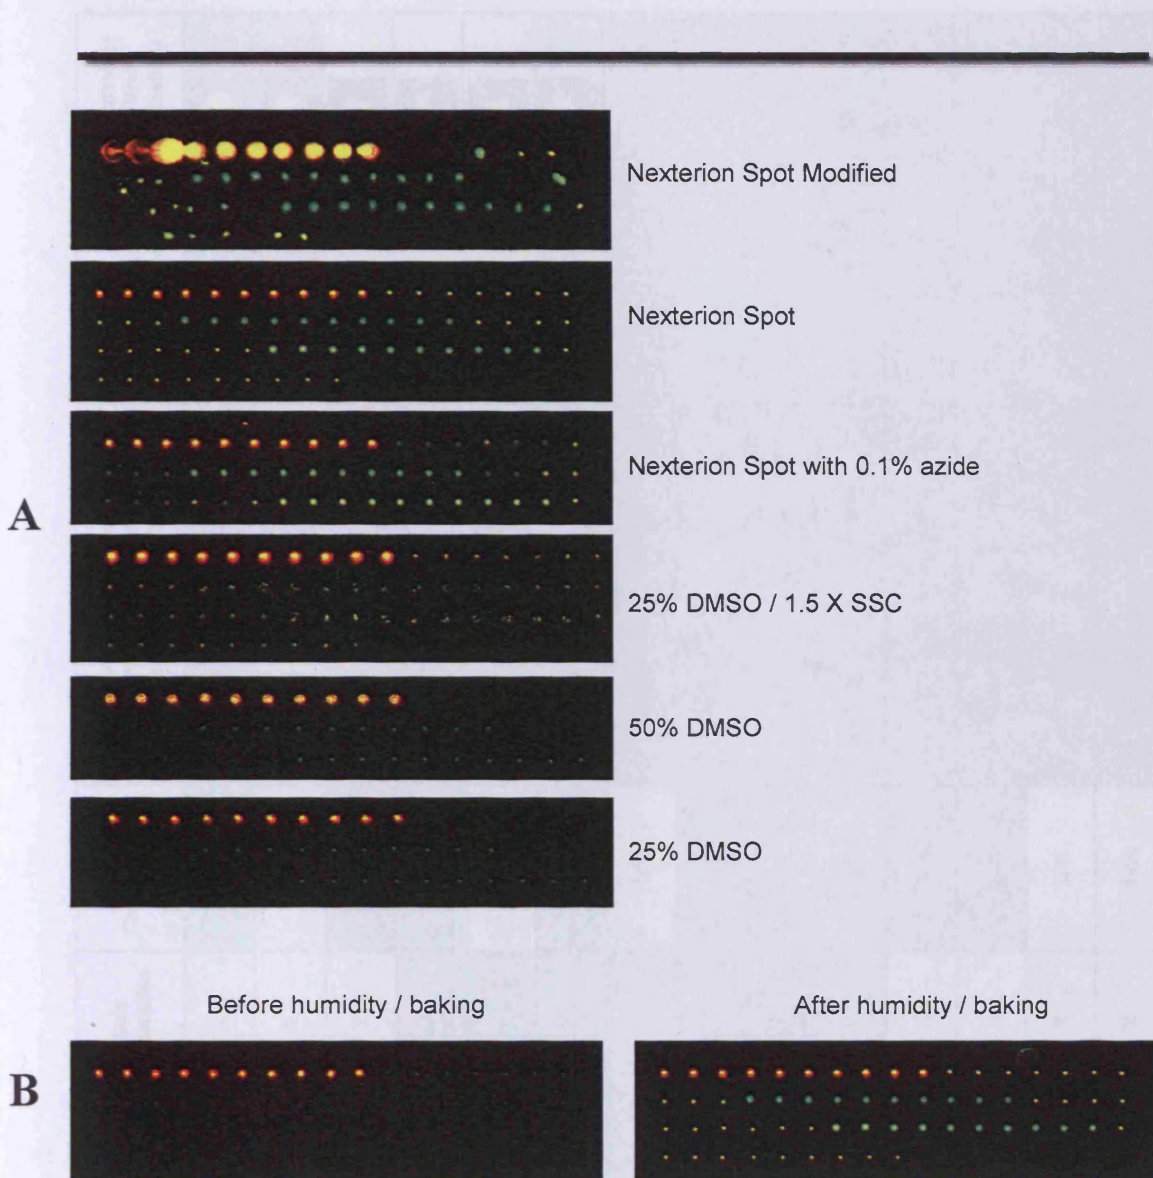 Nexterion Spot Modified
Nexterion Spot
Nexterion Spot with 0.1% azide
A
25% DMSO / 1.5 X SSC
50% DMSO
25% DMSO
Before humidity / baking
After humidity / baking
B